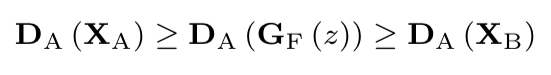 D_A (X_A) ≥ D_A (G_F (z)) ≥ D_A (X_B)